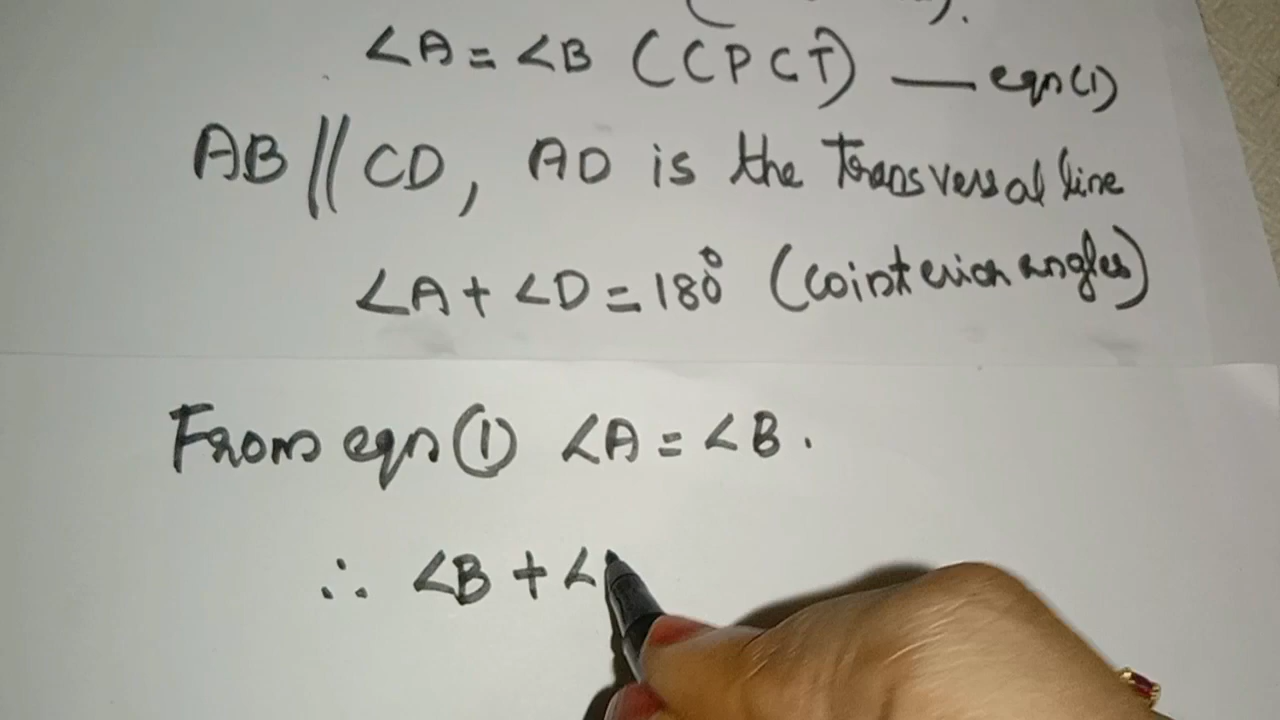 ∠A = ∠B (CPCT) — eqn(1)
AB // CD, AD is the Transversal line
∠A + ∠D = 180° (cointerior angles)
From eqn (1) ∠A = ∠B.
∴ ∠B + ∠